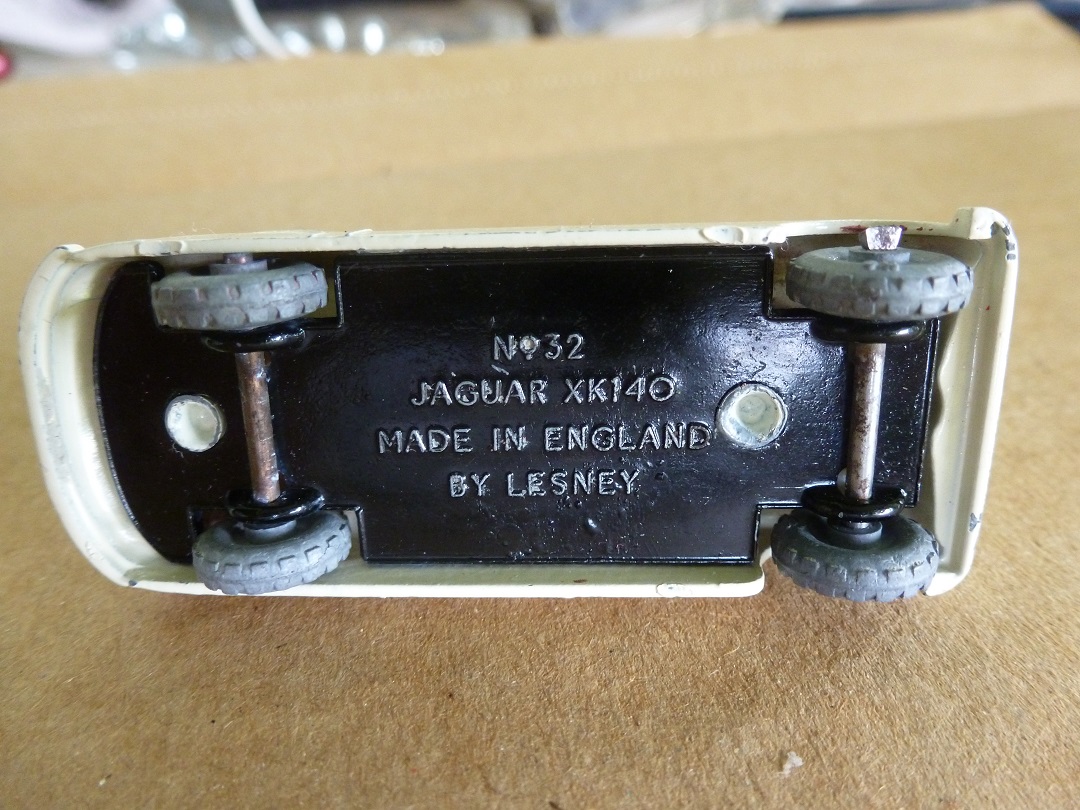 Nº32
JAGUAR XK140
MADE IN ENGLAND
BY LESNEY